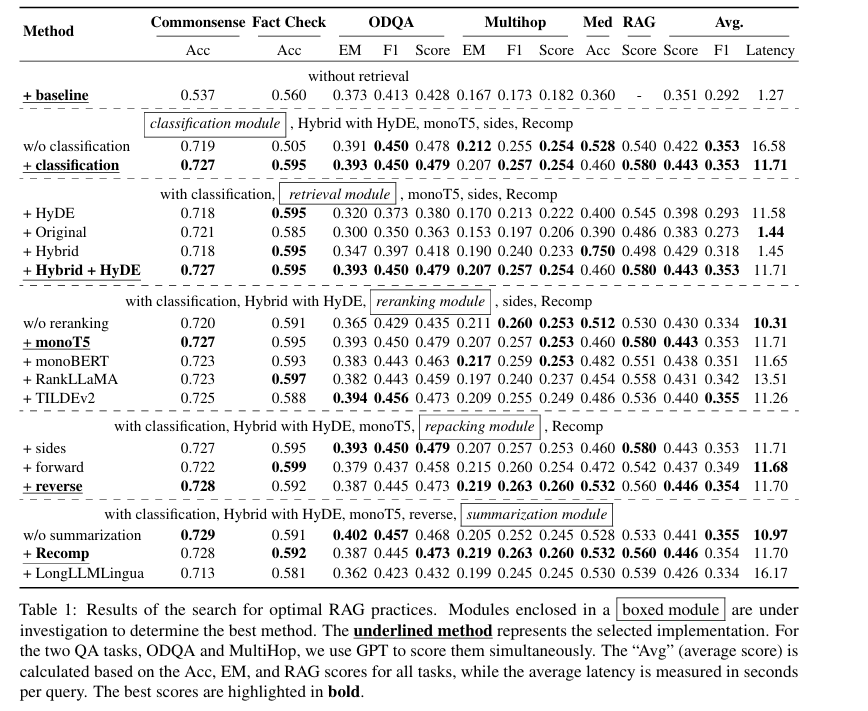 Method Commonsense Fact Check ODQA Multihop Med RAG Avg.
Acc Acc EM F1 Score EM F1 Score Acc Score Score F1 Latency
without retrieval
+ baseline 0.537 0.560 0.373 0.413 0.428 0.167 0.173 0.182 0.360 - 0.351 0.292 1.27
classification module , Hybrid with HyDE, monoT5, sides, Recomp
w/o classification 0.719 0.505 0.391 0.450 0.478 0.212 0.255 0.254 0.528 0.540 0.422 0.353 16.58
+ classification 0.727 0.595 0.393 0.450 0.479 0.207 0.257 0.254 0.460 0.580 0.443 0.353 11.71
with classification, retrieval module , monoT5, sides, Recomp
+ HyDE 0.718 0.595 0.320 0.373 0.380 0.170 0.213 0.222 0.400 0.545 0.398 0.293 11.58
+ Original 0.721 0.585 0.300 0.350 0.363 0.153 0.197 0.206 0.390 0.486 0.383 0.273 1.44
+ Hybrid 0.718 0.595 0.347 0.397 0.418 0.190 0.240 0.233 0.750 0.498 0.429 0.318 1.45
+ Hybrid + HyDE 0.727 0.595 0.393 0.450 0.479 0.207 0.257 0.254 0.460 0.580 0.443 0.353 11.71
with classification, Hybrid with HyDE, reranking module , sides, Recomp
w/o reranking 0.720 0.591 0.365 0.429 0.435 0.211 0.260 0.253 0.512 0.530 0.430 0.334 10.31
+ monoT5 0.727 0.595 0.393 0.450 0.479 0.207 0.257 0.253 0.460 0.580 0.443 0.353 11.71
+ monoBERT 0.723 0.593 0.383 0.443 0.463 0.217 0.259 0.253 0.482 0.551 0.438 0.351 11.65
+ RankLLaMA 0.723 0.597 0.382 0.443 0.459 0.197 0.240 0.237 0.454 0.558 0.431 0.342 13.51
+ TILDEv2 0.725 0.588 0.394 0.456 0.473 0.209 0.255 0.249 0.486 0.536 0.440 0.355 11.26
with classification, Hybrid with HyDE, monoT5, repacking module , Recomp
+ sides 0.727 0.595 0.393 0.450 0.479 0.207 0.257 0.253 0.460 0.580 0.443 0.353 11.71
+ forward 0.722 0.599 0.379 0.437 0.458 0.215 0.260 0.254 0.472 0.542 0.437 0.349 11.68
+ reverse 0.728 0.592 0.387 0.445 0.473 0.219 0.263 0.260 0.532 0.560 0.446 0.354 11.70
with classification, Hybrid with HyDE, monoT5, reverse, summarization module
w/o summarization 0.729 0.591 0.402 0.457 0.468 0.205 0.252 0.245 0.528 0.533 0.441 0.355 10.97
+ Recomp 0.728 0.592 0.387 0.445 0.473 0.219 0.263 0.260 0.532 0.560 0.446 0.354 11.70
+ LongLLMLingua 0.713 0.581 0.362 0.423 0.432 0.199 0.245 0.245 0.530 0.539 0.426 0.334 16.17
Table 1: Results of the search for optimal RAG practices. Modules enclosed in a boxed module are under
investigation to determine the best method. The underlined method represents the selected implementation. For
the two QA tasks, ODQA and MultiHop, we use GPT to score them simultaneously. The “Avg” (average score) is
calculated based on the Acc, EM, and RAG scores for all tasks, while the average latency is measured in seconds
per query. The best scores are highlighted in bold.